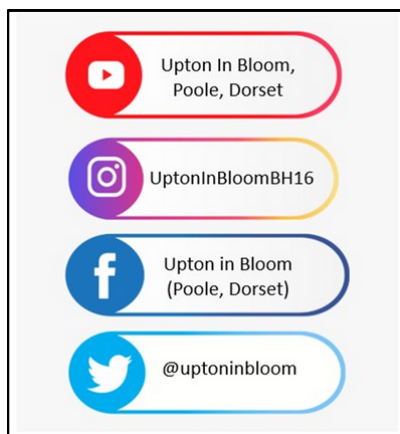 Upton In Bloom,
Poole, Dorset
UptonInBloomBH16
Upton in Bloom
(Poole, Dorset)
@uptoninbloom